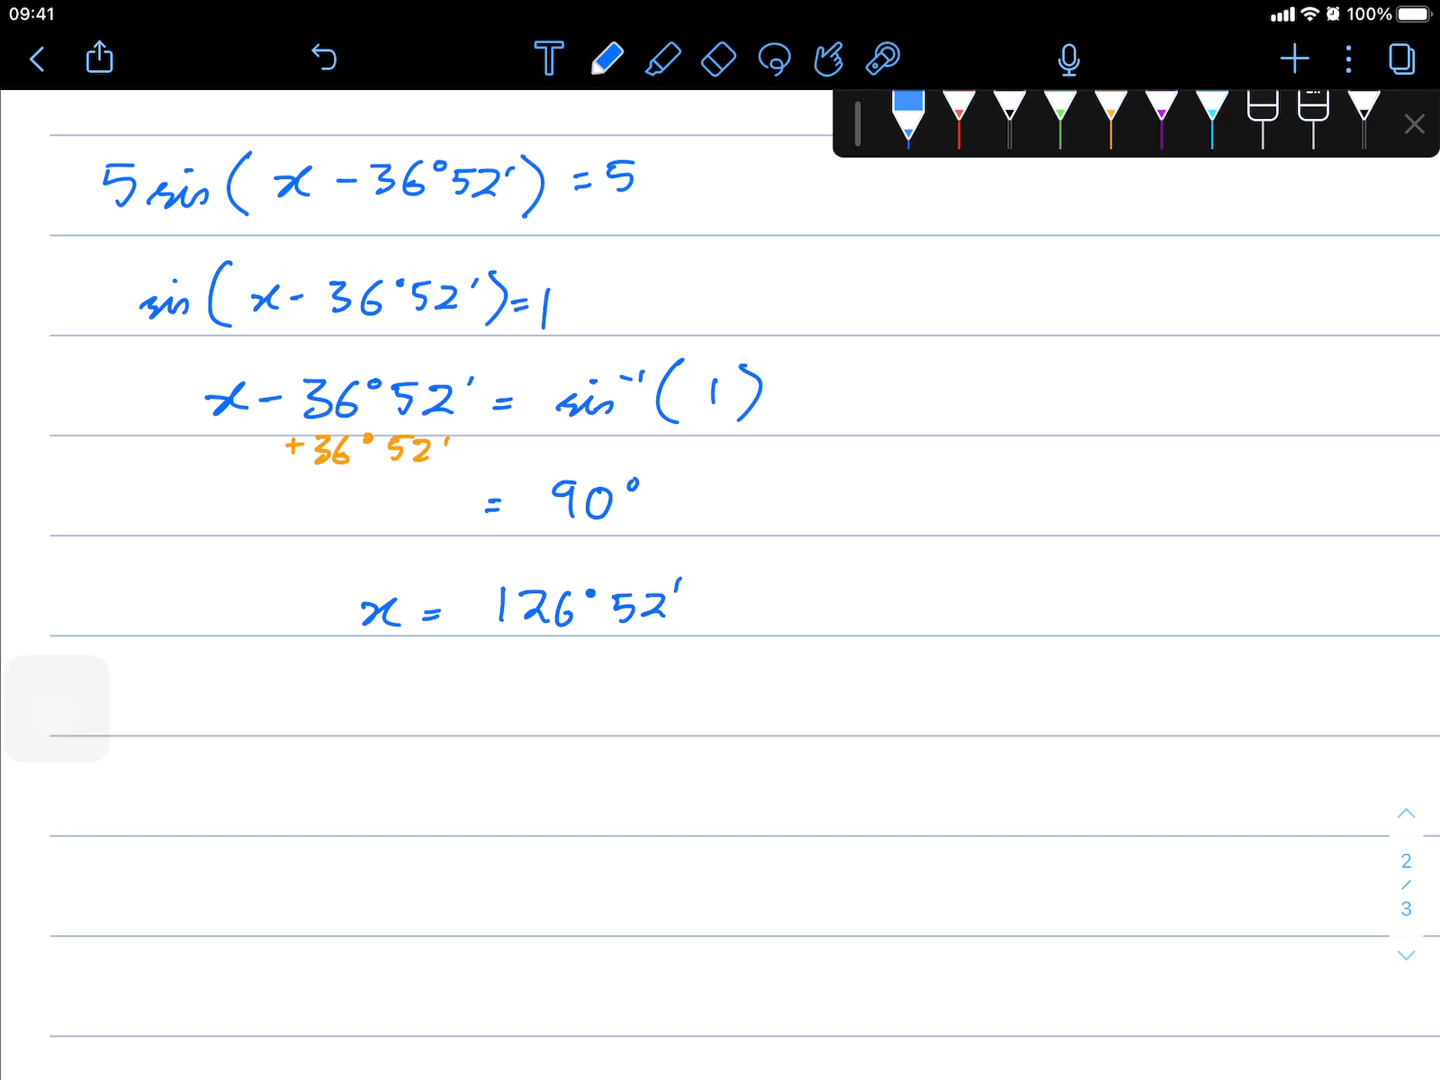 09:41
100%
T
5 sin ( x - 36°52' ) = 5
sin ( x - 36°52' ) = 1
x - 36°52' = sin⁻¹ ( 1 )
+ 36° 52'
= 90°
x = 126°52'
2
/
3